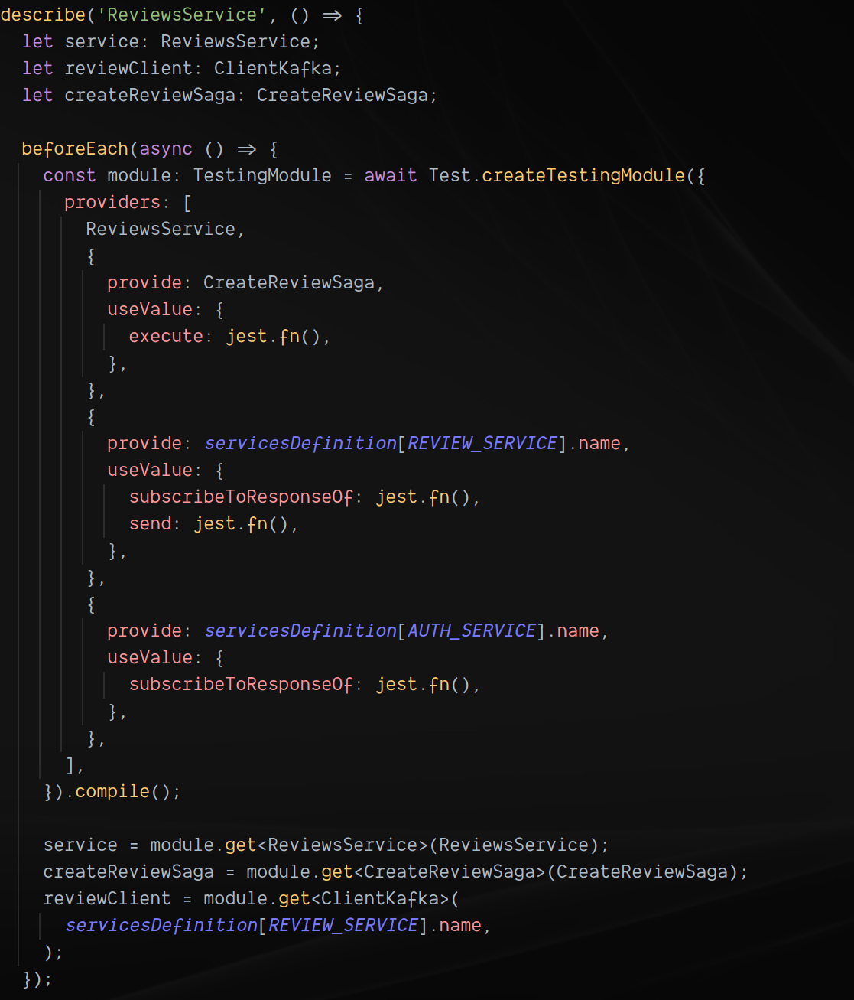 describe('ReviewsService', () => {
  let service: ReviewsService;
  let reviewClient: ClientKafka;
  let createReviewSaga: CreateReviewSaga;

  beforeEach(async () => {
    const module: TestingModule = await Test.createTestingModule({
      providers: [
        ReviewsService,
        {
          provide: CreateReviewSaga,
          useValue: {
            execute: jest.fn(),
          },
        },
        {
          provide: servicesDefinition[REVIEW_SERVICE].name,
          useValue: {
            subscribeToResponseOf: jest.fn(),
            send: jest.fn(),
          },
        },
        {
          provide: servicesDefinition[AUTH_SERVICE].name,
          useValue: {
            subscribeToResponseOf: jest.fn(),
          },
        },
      ],
    }).compile();

    service = module.get<ReviewsService>(ReviewsService);
    createReviewSaga = module.get<CreateReviewSaga>(CreateReviewSaga);
    reviewClient = module.get<ClientKafka>(
      servicesDefinition[REVIEW_SERVICE].name,
    );
  });